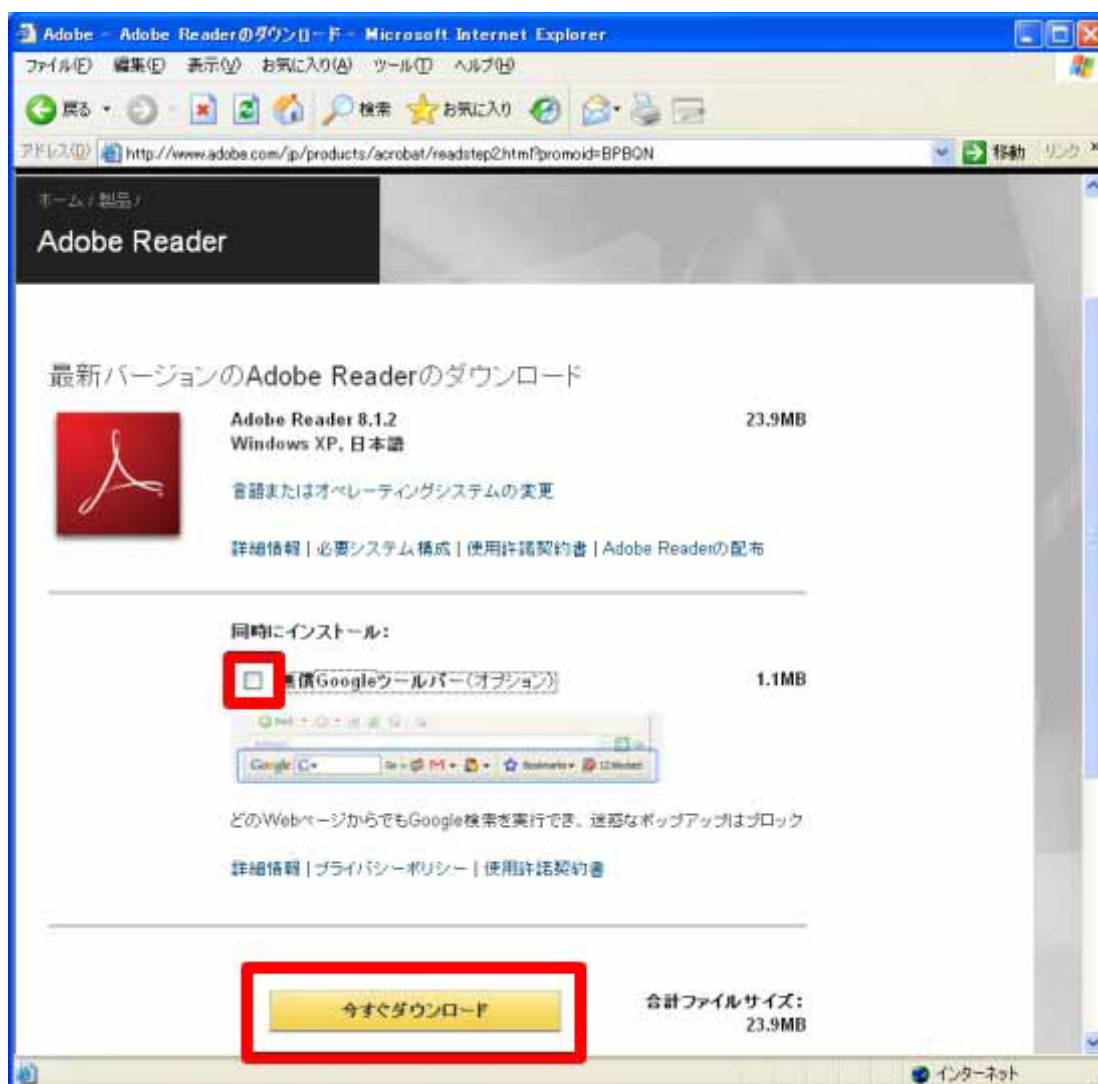 Adobe - Adobe Readerのダウンロード - Microsoft Internet Explorer
ファイル(F) 編集(E) 表示(V) お気に入り(A) ツール(T) ヘルプ(H)
戻る 検索 お気に入り
アドレス(D) http://www.adobe.com/jp/products/acrobat/readstep2.html?promoid=BPBQN 移動 リンク
ホーム / 製品 /
Adobe Reader
最新バージョンのAdobe Readerのダウンロード
Adobe Reader 8.1.2 23.9MB
Windows XP, 日本語
言語またはオペレーティングシステムの変更
詳細情報 | 必要システム構成 | 使用許諾契約書 | Adobe Readerの配布
同時にインストール:
無償Googleツールバー(オプション) 1.1MB
Google
どのWebページからでもGoogle検索を実行でき、迷惑なポップアップはブロック
詳細情報 | プライバシーポリシー | 使用許諾契約書
今すぐダウンロード
合計ファイルサイズ:
23.9MB
インターネット